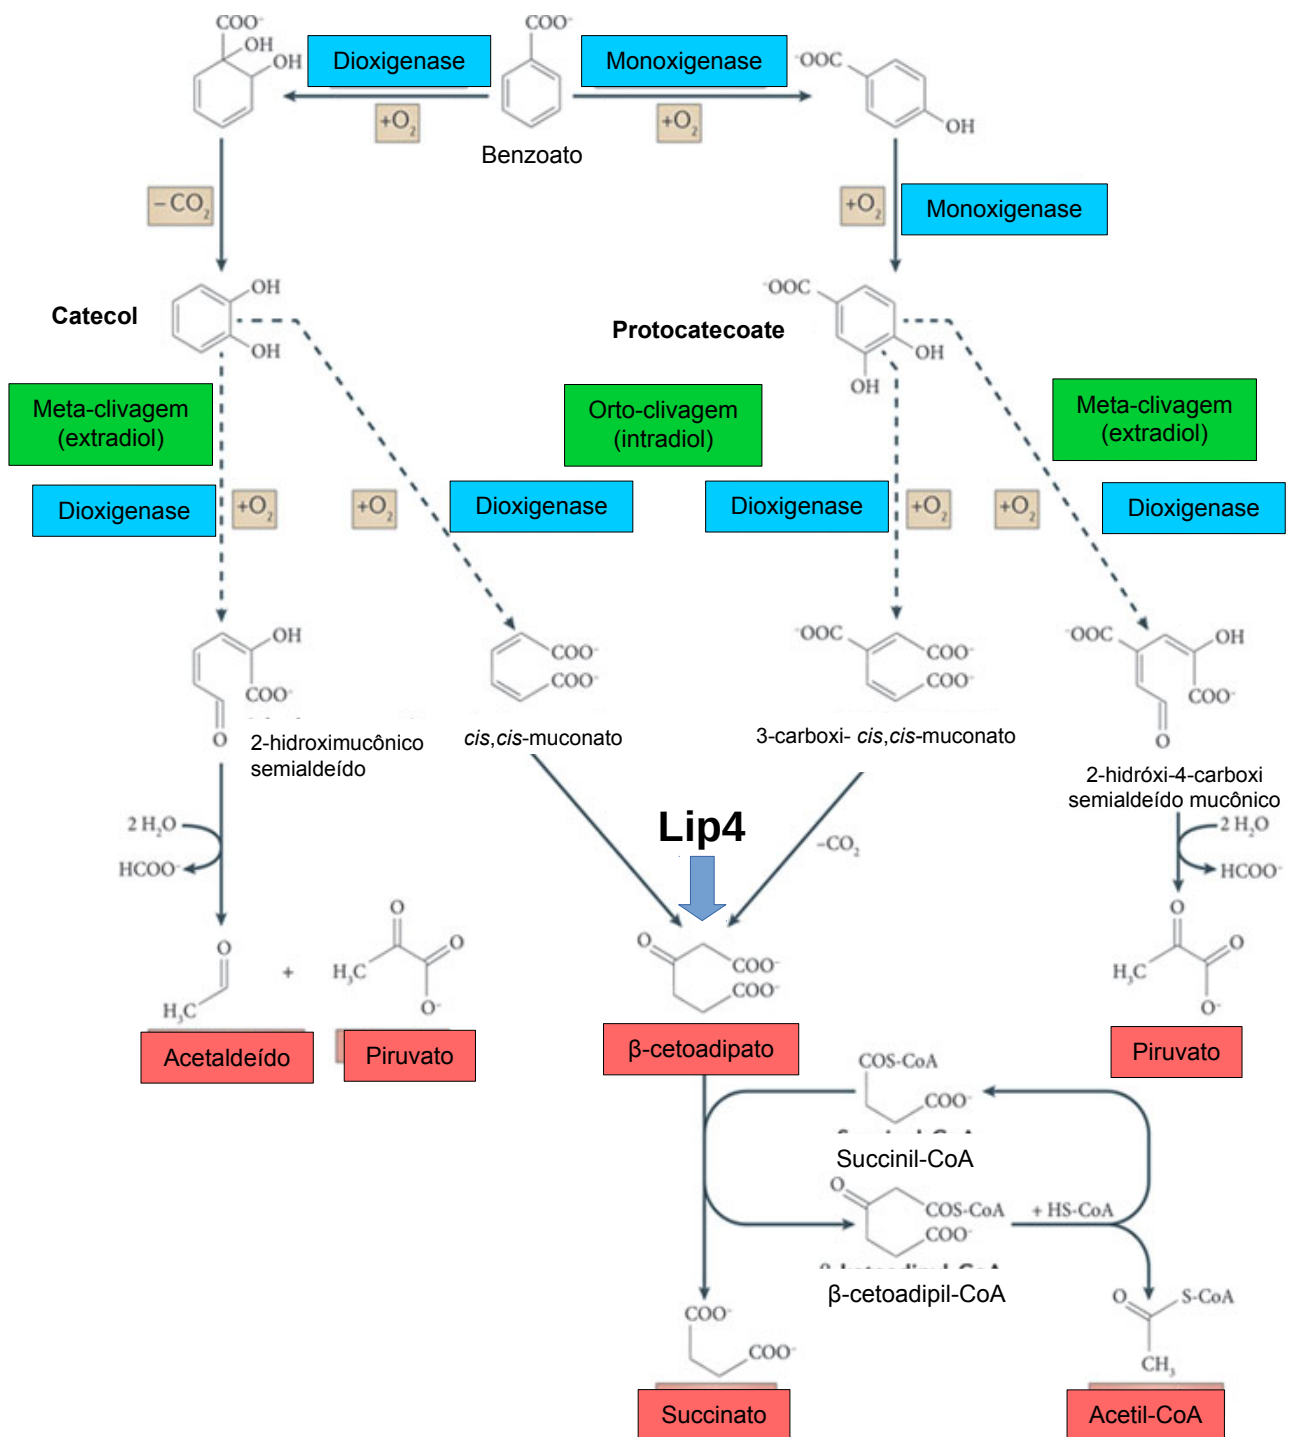 COO⁻
OH
OH
Dioxigenase
+O₂
COO⁻
Benzoato
Monoxigenase
+O₂
⁻OOC
OH
– CO₂
+O₂
Monoxigenase
Catecol
OH
OH
Protocatecoate
⁻OOC
OH
OH
Meta-clivagem
(extradiol)
Orto-clivagem
(intradiol)
Meta-clivagem
(extradiol)
Dioxigenase
+O₂
+O₂
Dioxigenase
Dioxigenase
+O₂
+O₂
Dioxigenase
OH
COO⁻
O
2-hidroximucônico
semialdeído
COO⁻
COO⁻
cis,cis-muconato
⁻OOC
COO⁻
COO⁻
3-carboxi- cis,cis-muconato
⁻OOC
OH
COO⁻
O
2-hidróxi-4-carboxi
semialdeído mucônico
2 H₂O
HCOO⁻
Lip4
–CO₂
2 H₂O
HCOO⁻
O
H₃C
+
O
O
H₃C
O⁻
O
COO⁻
COO⁻
O
O
H₃C
O⁻
Acetaldeído
Piruvato
β-cetoadipato
Piruvato
COS-CoA
COO⁻
Succinil-CoA
O
COS-CoA
COO⁻
+ HS-CoA
β-cetoadipil-CoA
COO⁻
COO⁻
O
S-CoA
CH₃
Succinato
Acetil-CoA